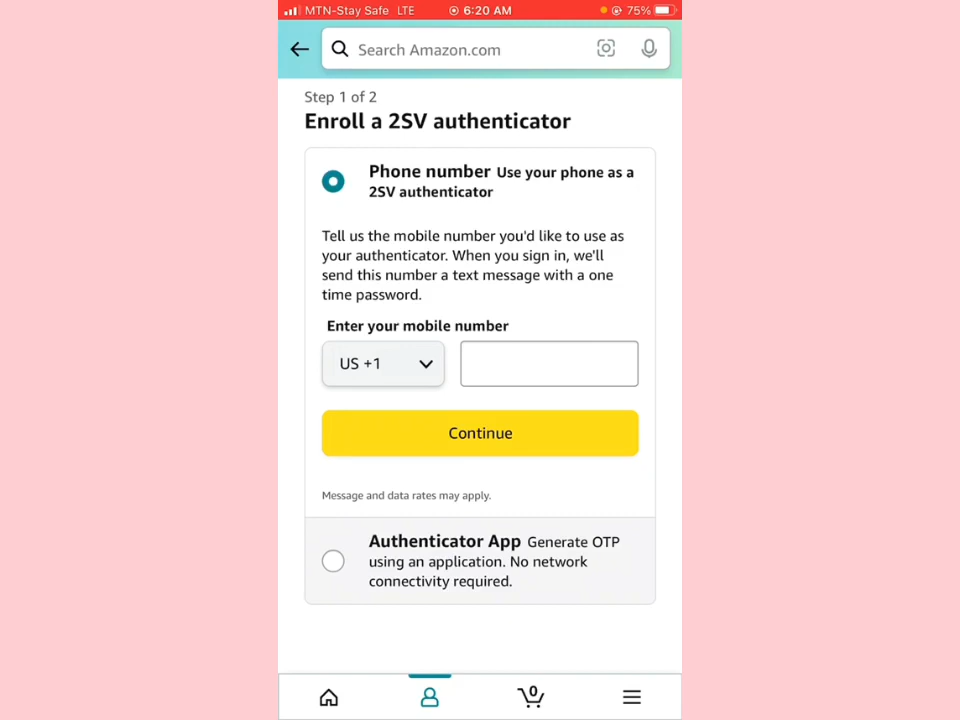 MTN-Stay Safe LTE 6:20 AM 75%
Search Amazon.com
Step 1 of 2
Enroll a 2SV authenticator
Phone number Use your phone as a
2SV authenticator
Tell us the mobile number you'd like to use as
your authenticator. When you sign in, we'll
send this number a text message with a one
time password.
Enter your mobile number
US +1
Continue
Message and data rates may apply.
Authenticator App Generate OTP
using an application. No network
connectivity required.
0